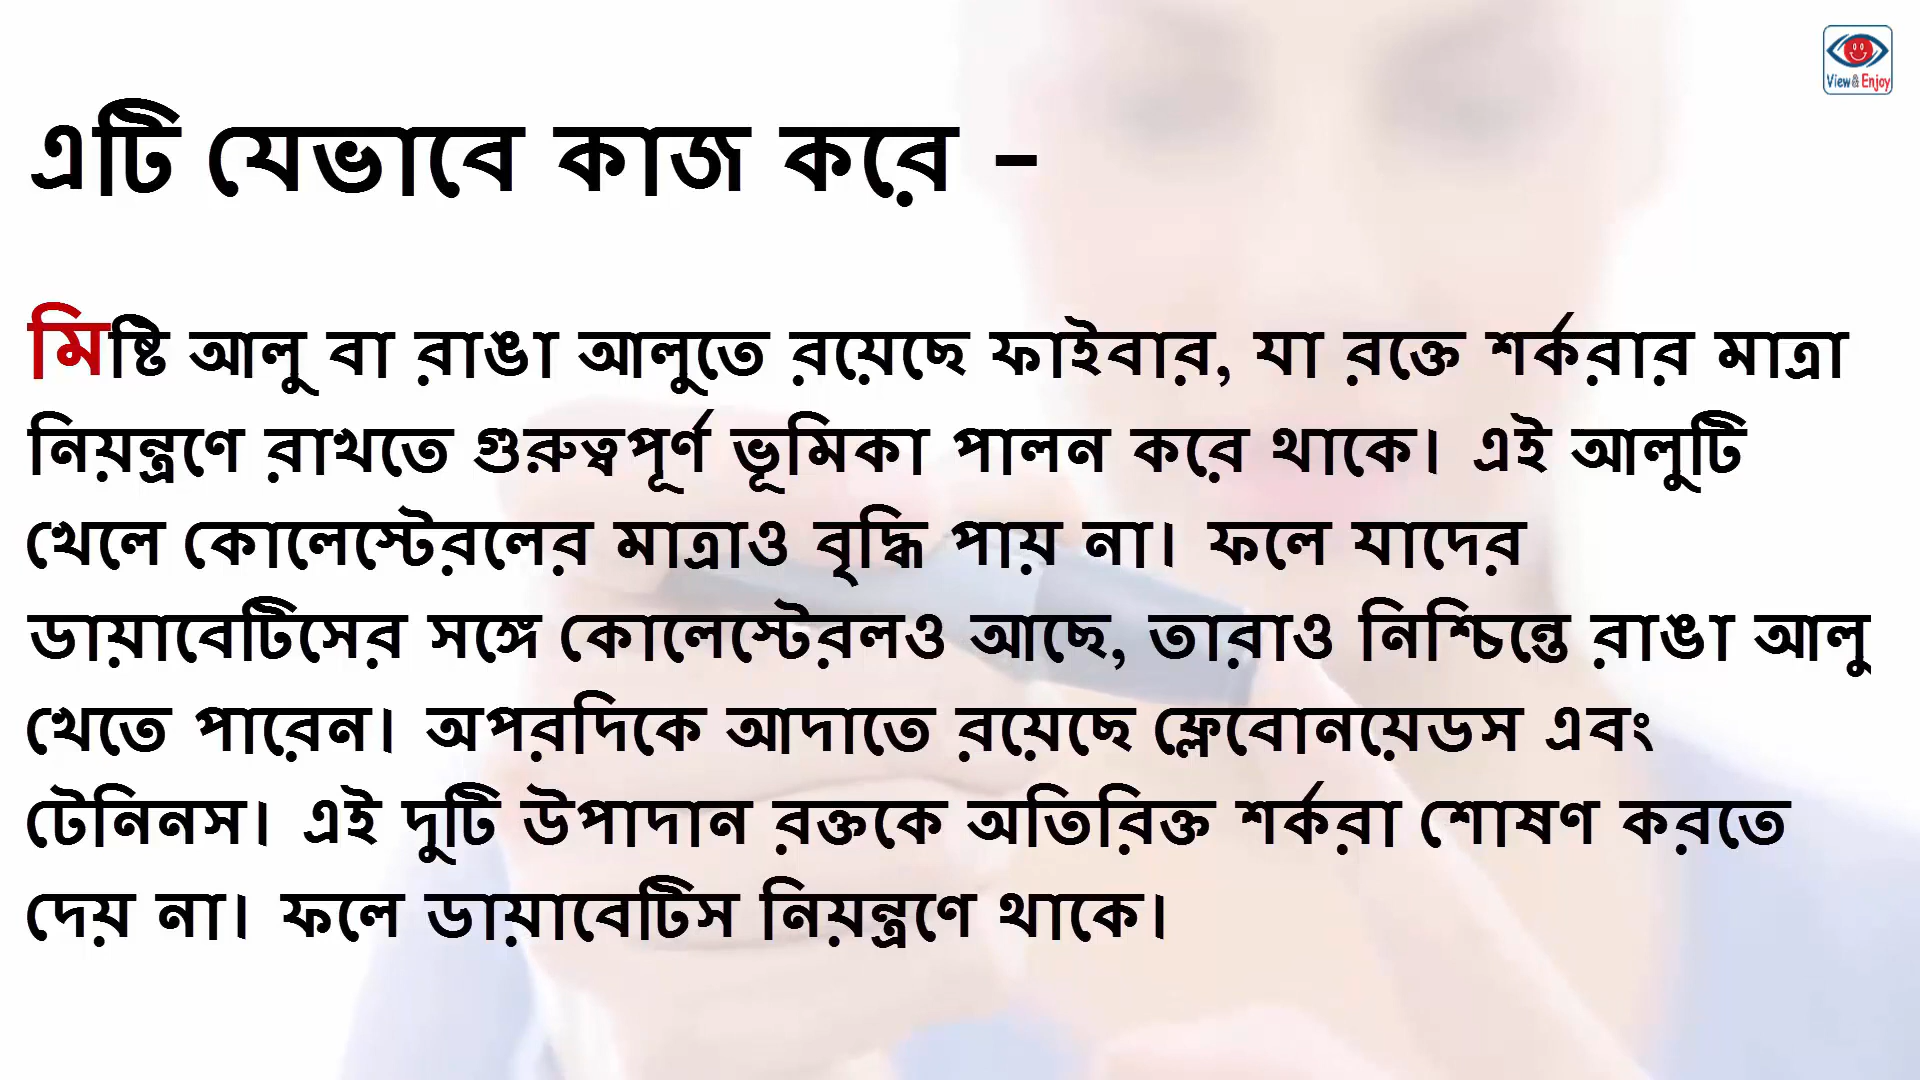 View & Enjoy
এটি যেভাবে কাজ করে –
মিষ্টি আলু বা রাঙা আলুতে রয়েছে ফাইবার, যা রক্তে শর্করার মাত্রা
নিয়ন্ত্রণে রাখতে গুরুত্বপূর্ণ ভূমিকা পালন করে থাকে। এই আলুটি
খেলে কোলেস্টেরলের মাত্রাও বৃদ্ধি পায় না। ফলে যাদের
ডায়াবেটিসের সঙ্গে কোলেস্টেরলও আছে, তারাও নিশ্চিন্তে রাঙা আলু
খেতে পারেন। অপরদিকে আদাতে রয়েছে ফ্লেবোনয়েডস এবং
টেনিনস। এই দুটি উপাদান রক্তকে অতিরিক্ত শর্করা শোষণ করতে
দেয় না। ফলে ডায়াবেটিস নিয়ন্ত্রণে থাকে।